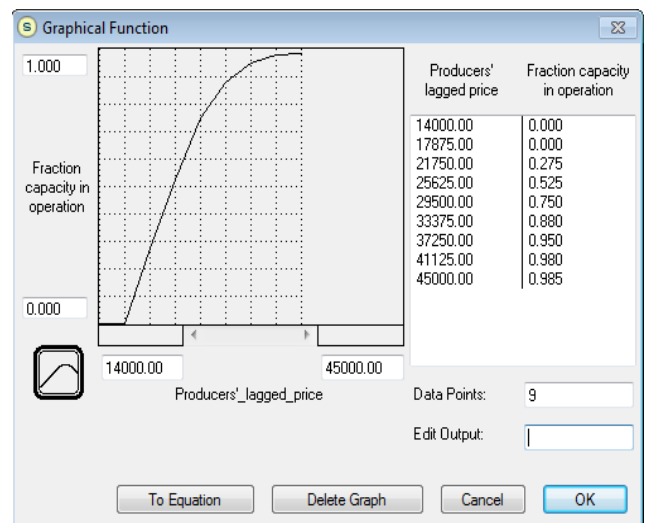 S Graphical Function
1.000
Fraction
capacity in
operation
0.000
14000.00 45000.00
Producers'_lagged_price
Producers' Fraction capacity
lagged price in operation
14000.00 0.000
17875.00 0.000
21750.00 0.275
25625.00 0.525
29500.00 0.750
33375.00 0.880
37250.00 0.950
41125.00 0.980
45000.00 0.985
Data Points: 9
Edit Output:
To Equation Delete Graph Cancel OK